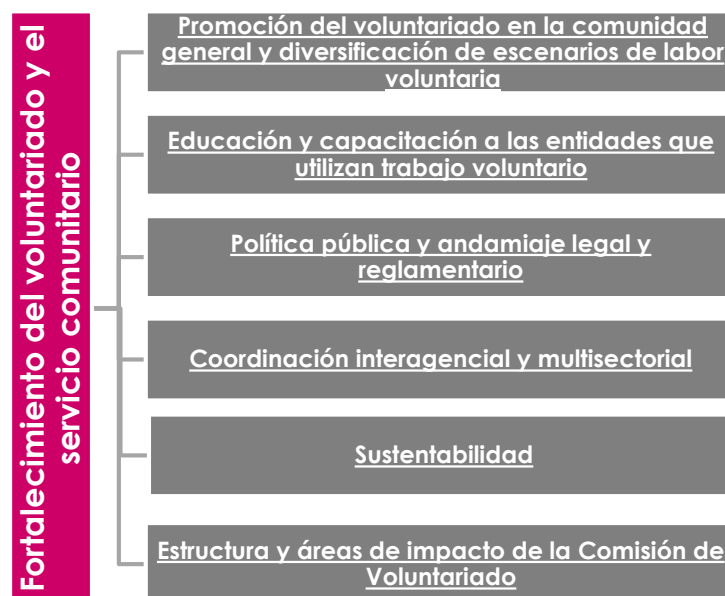 Fortalecimiento del voluntariado y el
servicio comunitario
Promoción del voluntariado en la comunidad
general y diversificación de escenarios de labor
voluntaria
Educación y capacitación a las entidades que
utilizan trabajo voluntario
Política pública y andamiaje legal y
reglamentario
Coordinación interagencial y multisectorial
Sustentabilidad
Estructura y áreas de impacto de la Comisión de
Voluntariado